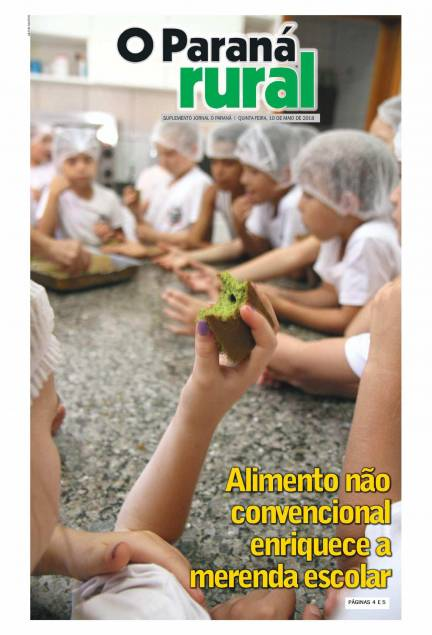 O Paraná
rural
SUPLEMENTO JORNAL O PARANÁ | QUINTA-FEIRA, 10 DE MAIO DE 2018
Alimento não
convencional
enriquece a
merenda escolar
PÁGINAS 4 E 5